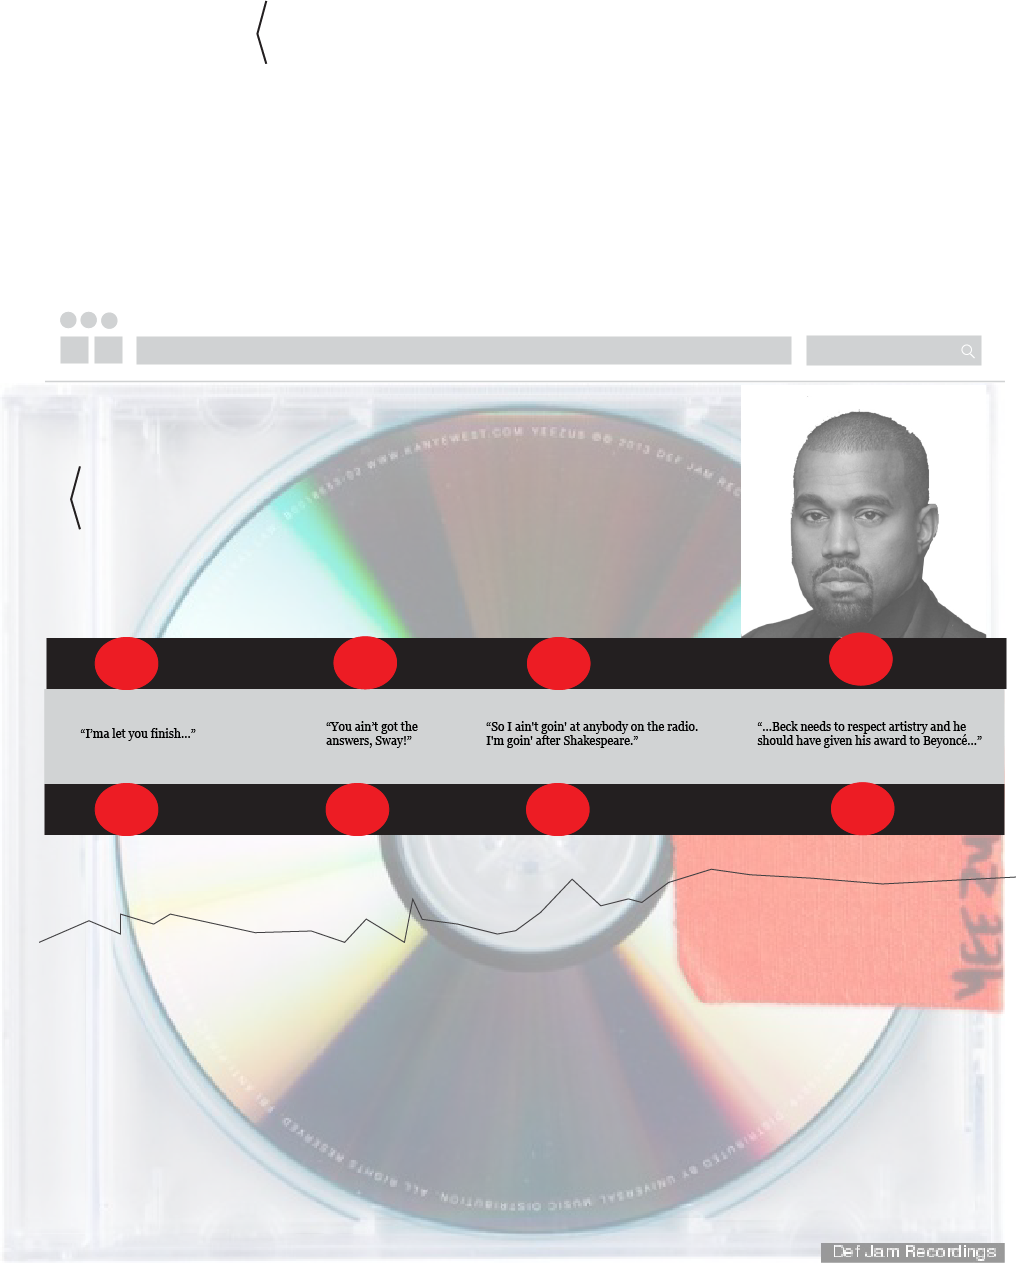 WWW.KANYEWEST.COM YEEZUS ℗© 2013 DEF JAM REC
“I’ma let you finish...”
“You ain’t got the
answers, Sway!”
“So I ain't goin' at anybody on the radio.
I'm goin' after Shakespeare.”
“...Beck needs to respect artistry and he
should have given his award to Beyoncé...”
YEEZU
DISTRIBUTED BY UNIVERSAL MUSIC DISTRIBUTION. ALL RIGHTS RESERVED.
Def Jam Recordings